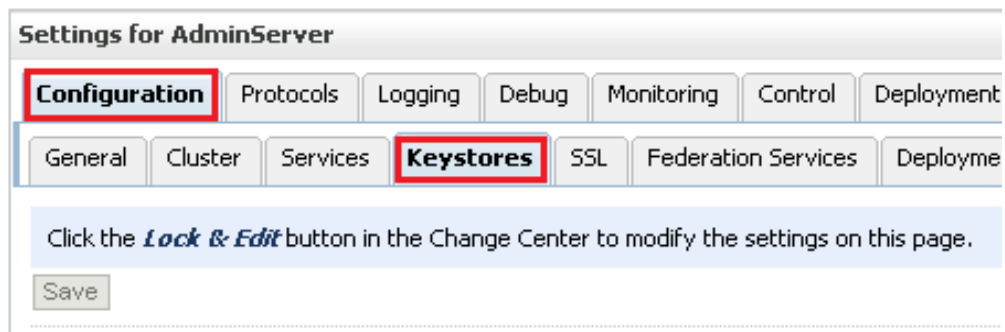 Settings for AdminServer
Configuration Protocols Logging Debug Monitoring Control Deployment
General Cluster Services Keystores SSL Federation Services Deployme
Click the Lock & Edit button in the Change Center to modify the settings on this page.
Save